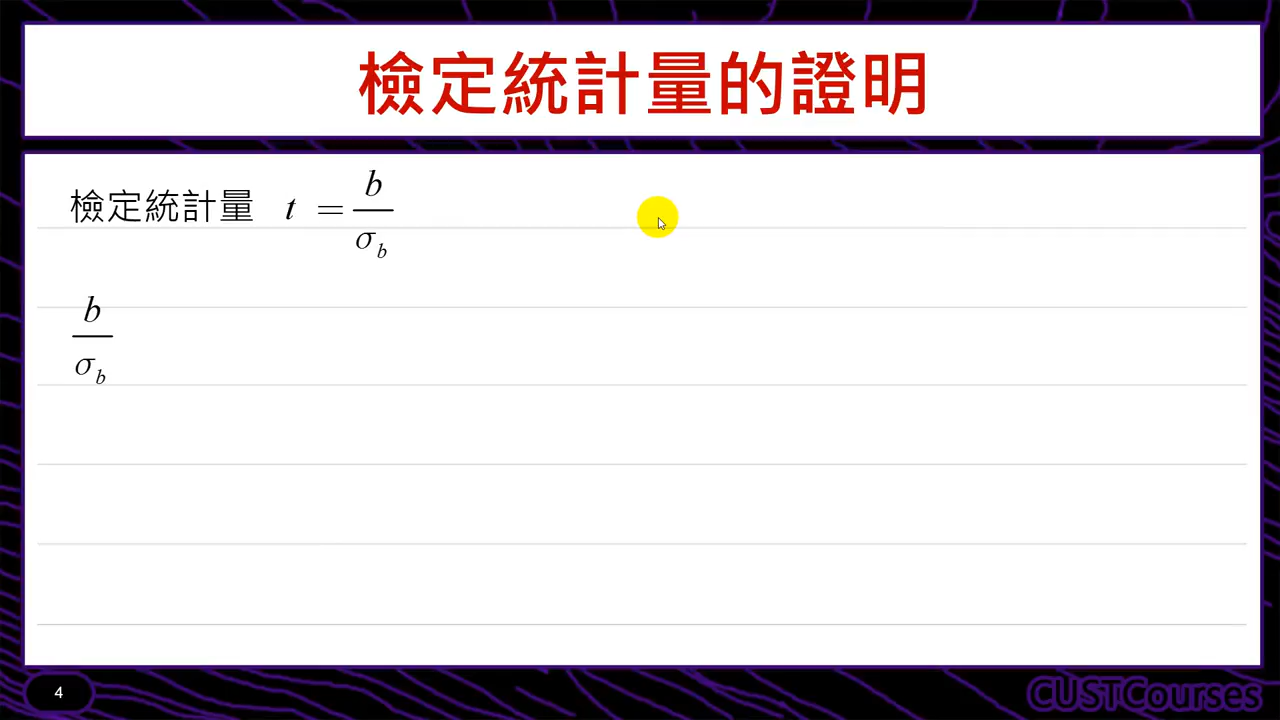 檢定統計量的證明
檢定統計量 t = b / σ_b
b / σ_b
4
CUSTCourses